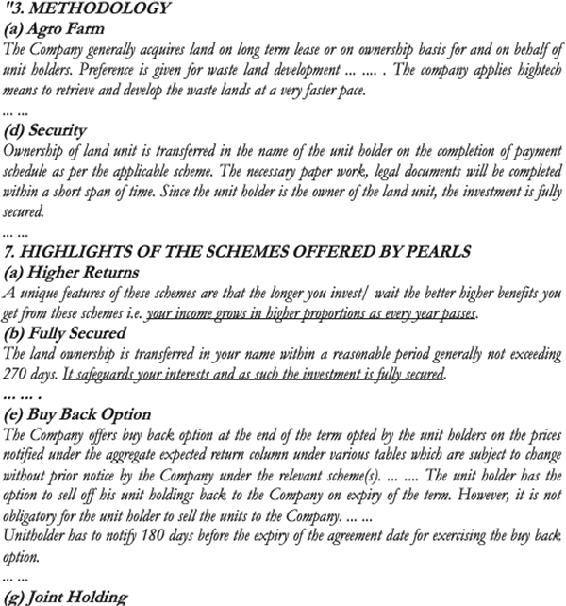 "3. METHODOLOGY
(a) Agro Farm
The Company generally acquires land on long term lease or on ownership basis for and on behalf of
unit holders. Preference is given for waste land development ... .... . The company applies hightech
means to retrieve and develop the waste lands at a very faster pace.
... ...
(d) Security
Ownership of land unit is transferred in the name of the unit holder on the completion of payment
schedule as per the applicable scheme. The necessary paper work, legal documents will be completed
within a short span of time. Since the unit holder is the owner of the land unit, the investment is fully
secured.
... ...
7. HIGHLIGHTS OF THE SCHEMES OFFERED BY PEARLS
(a) Higher Returns
A unique features of these schemes are that the longer you invest/ wait the better higher benefits you
get from these schemes i.e. your income grows in higher proportions as every year passes.
(b) Fully Secured
The land ownership is transferred in your name within a reasonable period generally not exceeding
270 days. It safeguards your interests and as such the investment is fully secured.
... ... .
(e) Buy Back Option
The Company offers buy back option at the end of the term opted by the unit holders on the prices
notified under the aggregate expected return column under various tables which are subject to change
without prior notice by the Company under the relevant scheme(s). ... .... The unit holder has the
option to sell off his unit holdings back to the Company on expiry of the term. However, it is not
obligatory for the unit holder to sell the units to the Company. ... ...
Unitholder has to notify 180 days before the expiry of the agreement date for exercising the buy back
option.
... ...
(g) Joint Holding